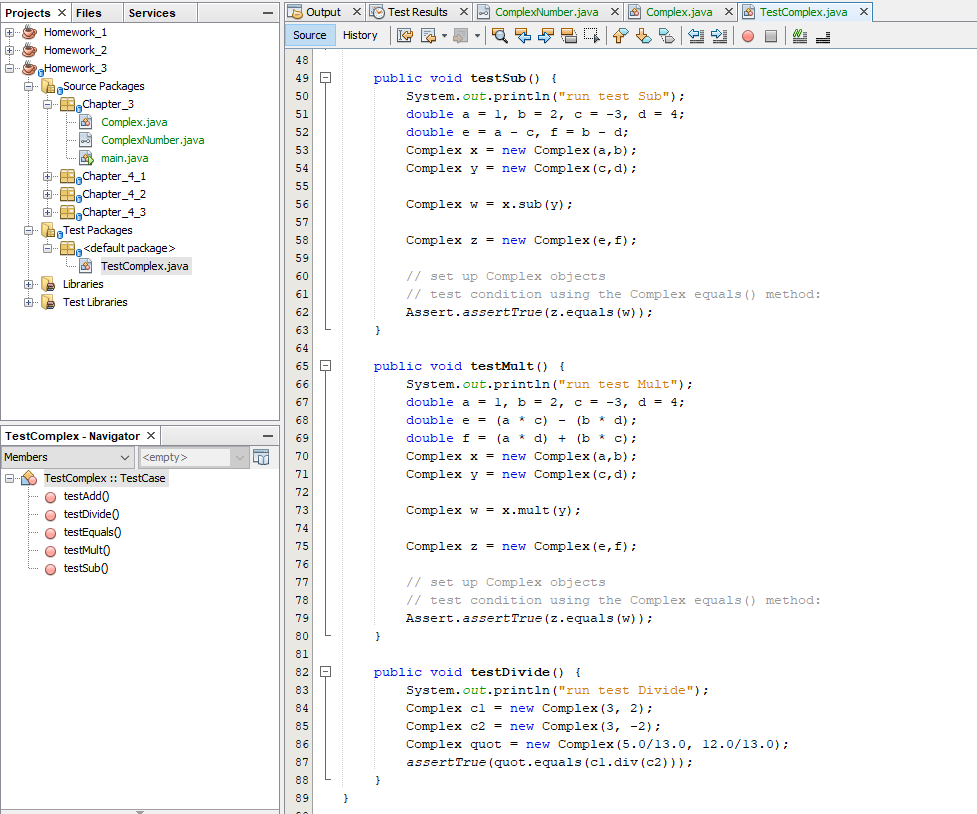 Projects Files Services
Homework_1
Homework_2
Homework_3
Source Packages
Chapter_3
Complex.java
ComplexNumber.java
main.java
Chapter_4_1
Chapter_4_2
Chapter_4_3
Test Packages
<default package>
TestComplex.java
Libraries
Test Libraries
TestComplex - Navigator
Members <empty>
TestComplex :: TestCase
testAdd()
testDivide()
testEquals()
testMult()
testSub()
Output Test Results ComplexNumber.java Complex.java TestComplex.java
Source History
48
49 public void testSub() {
50 System.out.println("run test Sub");
51 double a = 1, b = 2, c = -3, d = 4;
52 double e = a - c, f = b - d;
53 Complex x = new Complex(a,b);
54 Complex y = new Complex(c,d);
55
56 Complex w = x.sub(y);
57
58 Complex z = new Complex(e,f);
59
60 // set up Complex objects
61 // test condition using the Complex equals() method:
62 Assert.assertTrue(z.equals(w));
63 }
64
65 public void testMult() {
66 System.out.println("run test Mult");
67 double a = 1, b = 2, c = -3, d = 4;
68 double e = (a * c) - (b * d);
69 double f = (a * d) + (b * c);
70 Complex x = new Complex(a,b);
71 Complex y = new Complex(c,d);
72
73 Complex w = x.mult(y);
74
75 Complex z = new Complex(e,f);
76
77 // set up Complex objects
78 // test condition using the Complex equals() method:
79 Assert.assertTrue(z.equals(w));
80 }
81
82 public void testDivide() {
83 System.out.println("run test Divide");
84 Complex c1 = new Complex(3, 2);
85 Complex c2 = new Complex(3, -2);
86 Complex quot = new Complex(5.0/13.0, 12.0/13.0);
87 assertTrue(quot.equals(c1.div(c2)));
88 }
89 }